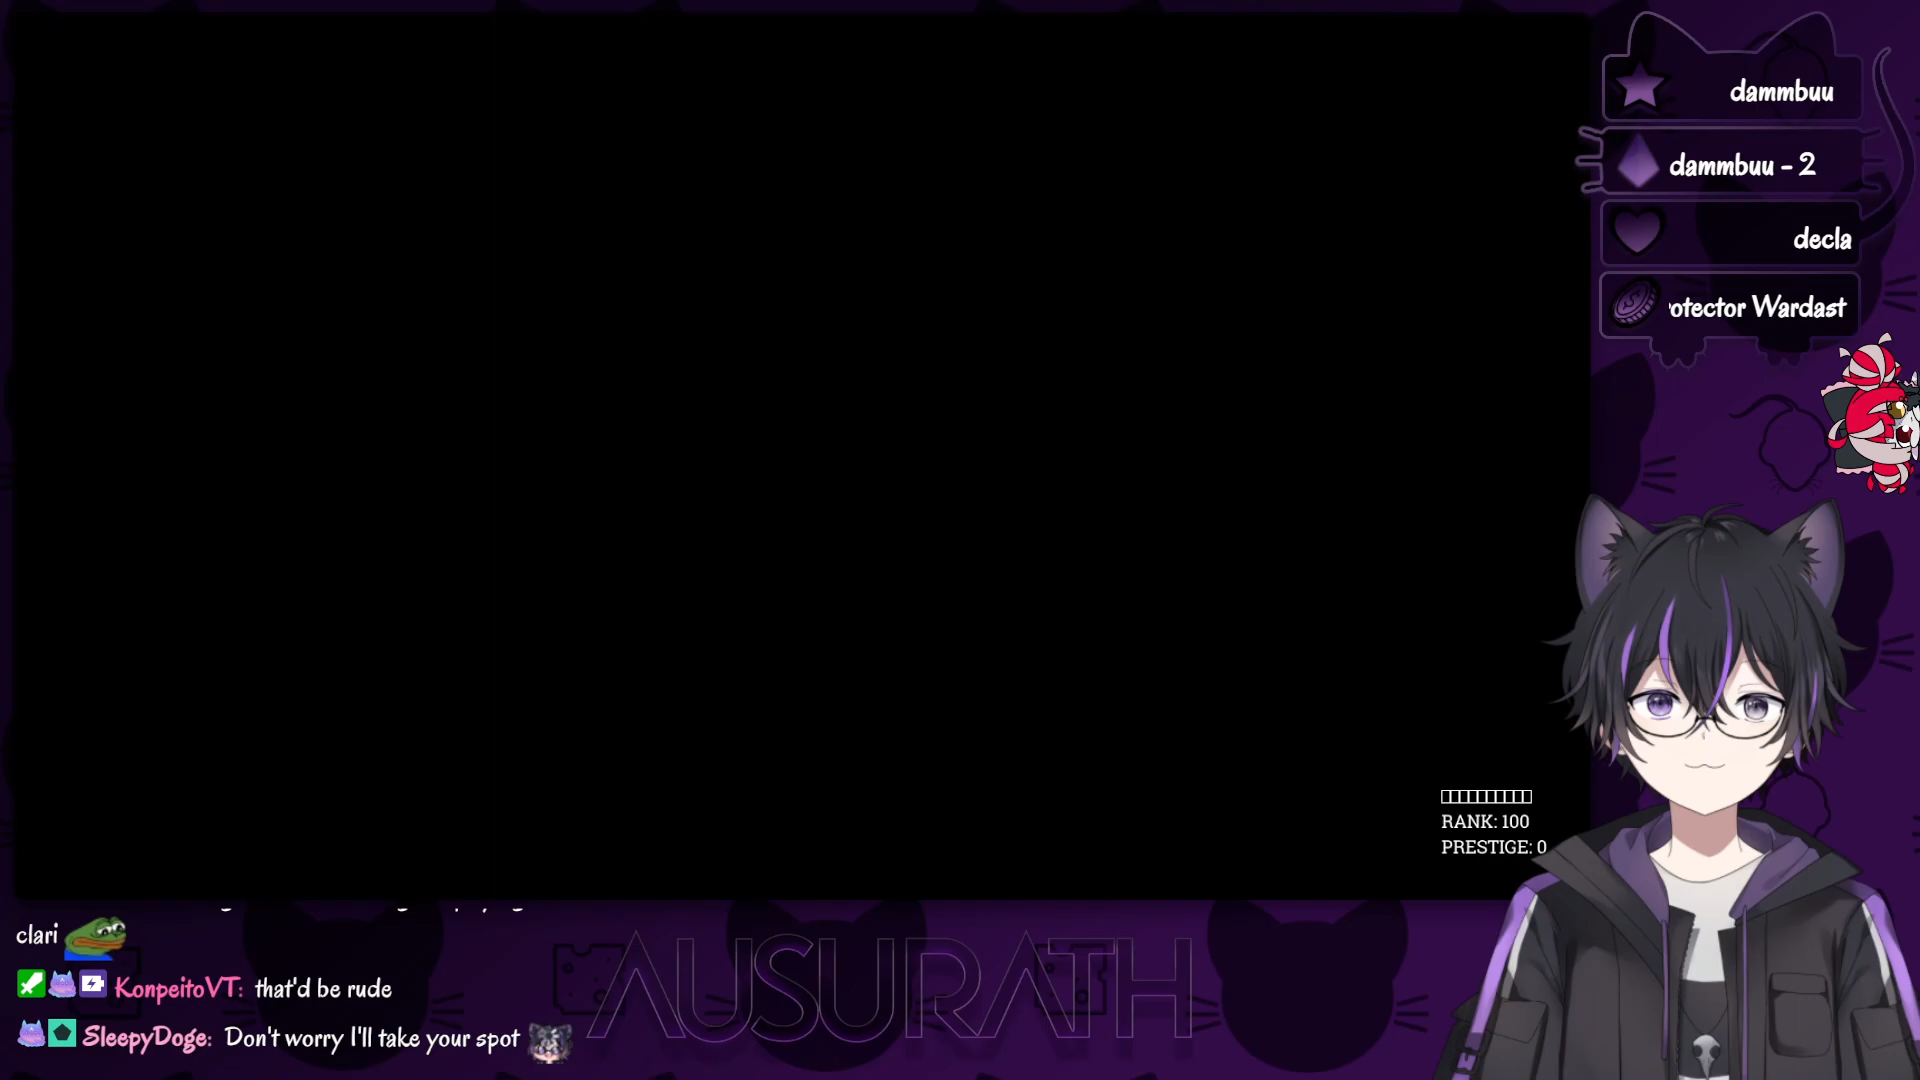 dammbuu
dammbuu - 2
decla
otector Wardast
RANK: 100
PRESTIGE: 0
clari
KonpeitoVT: that'd be rude
SleepyDoge: Don't worry I'll take your spot
AUSURATH